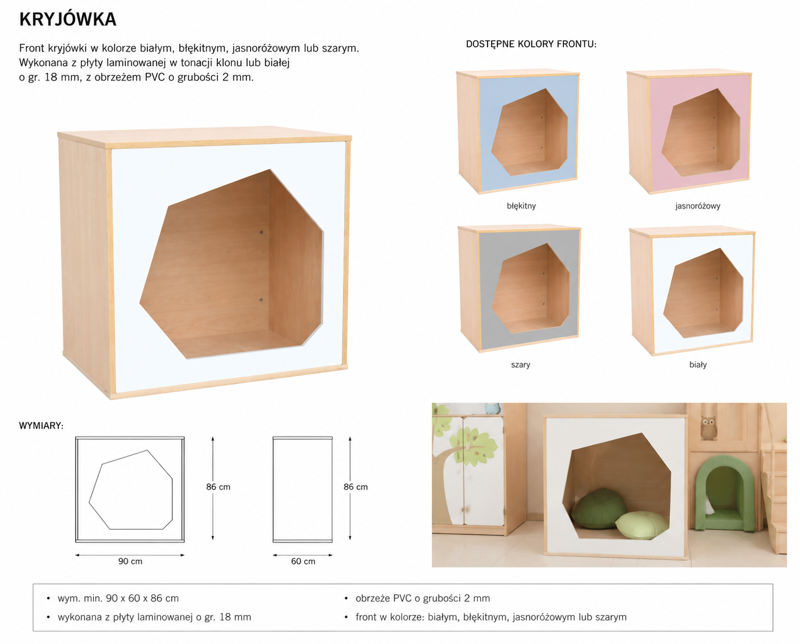 KRYJÓWKA
Front kryjówki w kolorze białym, błękitnym, jasnoróżowym lub szarym.
Wykonana z płyty laminowanej w tonacji klonu lub białej
o gr. 18 mm, z obrzeżem PVC o grubości 2 mm.
DOSTĘPNE KOLORY FRONTU:
błękitny
jasnoróżowy
szary
biały
WYMIARY:
86 cm
86 cm
90 cm
60 cm
• wym. min. 90 x 60 x 86 cm
• wykonana z płyty laminowanej o gr. 18 mm
• obrzeże PVC o grubości 2 mm
• front w kolorze: białym, błękitnym, jasnoróżowym lub szarym